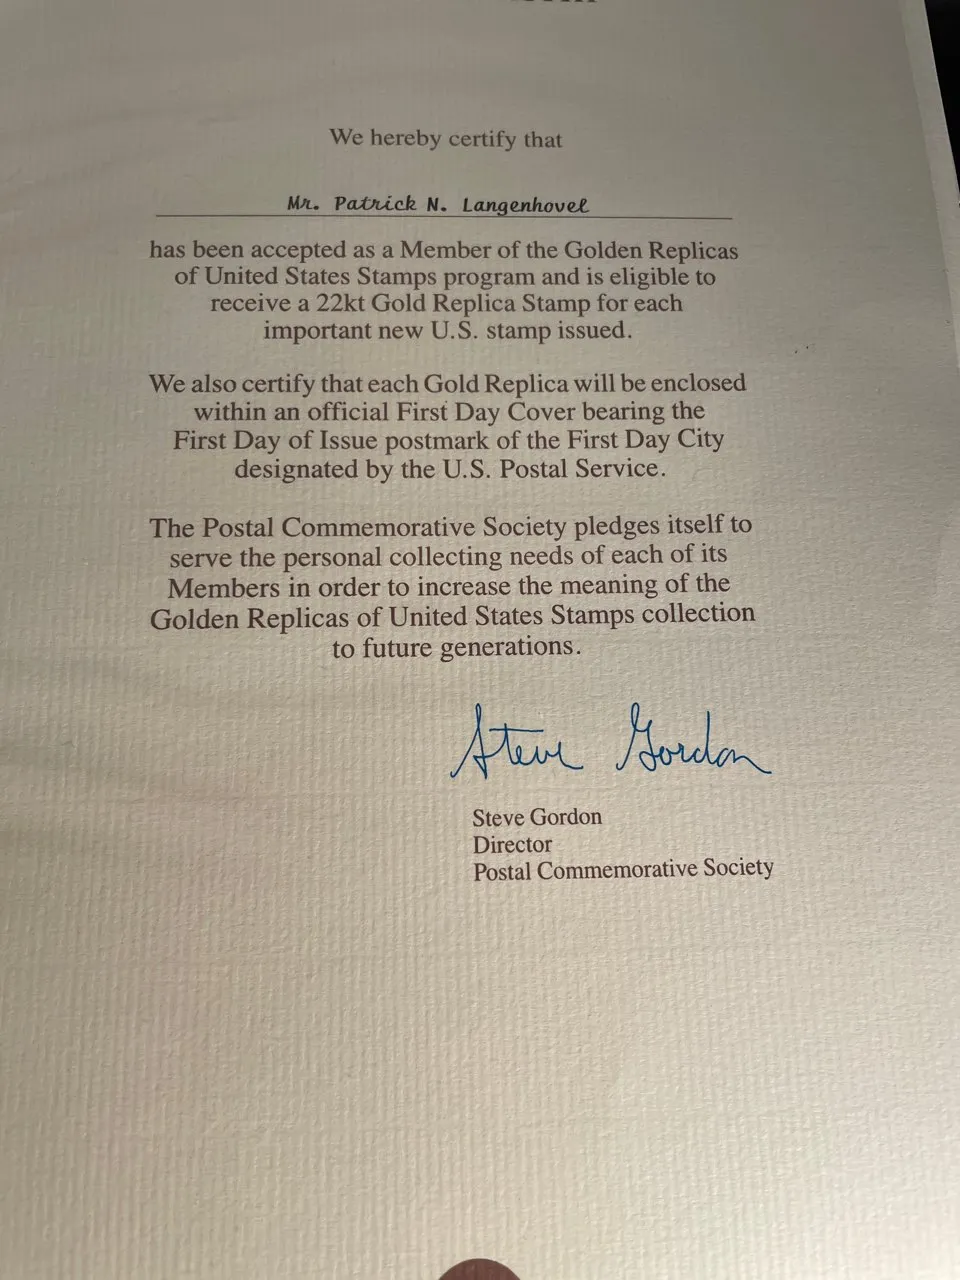 We hereby certify that
Mr. Patrick N. Langenhovel
has been accepted as a Member of the Golden Replicas
of United States Stamps program and is eligible to
receive a 22kt Gold Replica Stamp for each
important new U.S. stamp issued.
We also certify that each Gold Replica will be enclosed
within an official First Day Cover bearing the
First Day of Issue postmark of the First Day City
designated by the U.S. Postal Service.
The Postal Commemorative Society pledges itself to
serve the personal collecting needs of each of its
Members in order to increase the meaning of the
Golden Replicas of United States Stamps collection
to future generations.
Steve Gordon
Steve Gordon
Director
Postal Commemorative Society